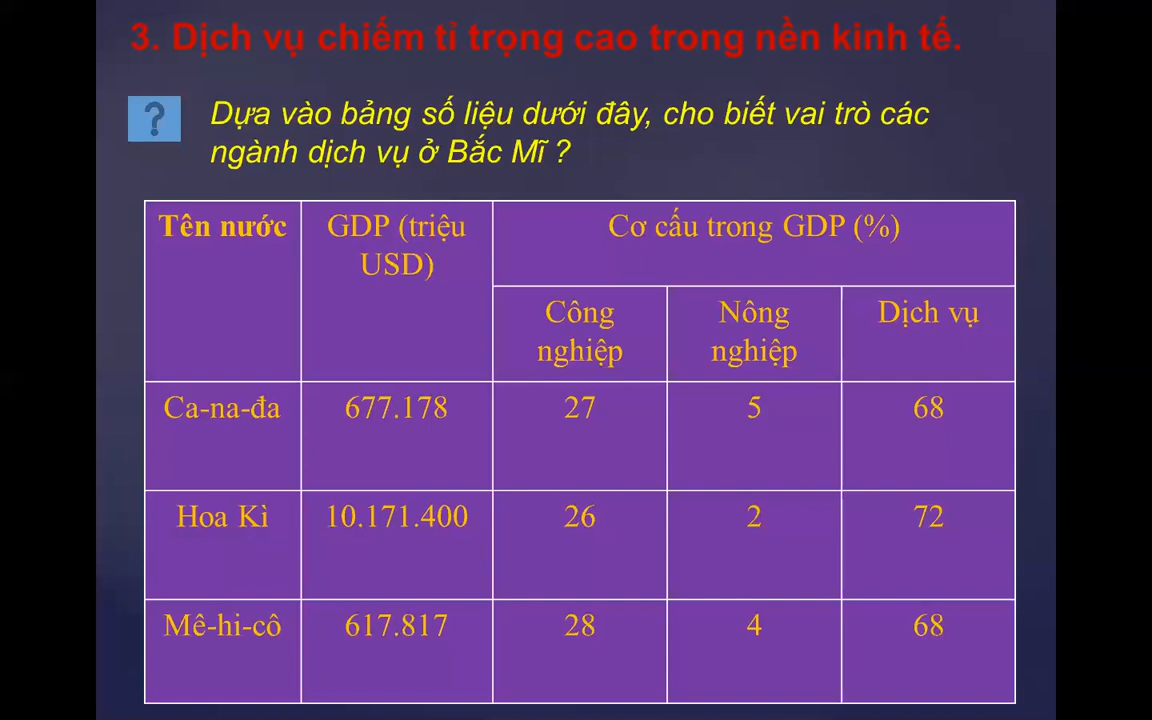 3. Dịch vụ chiếm tỉ trọng cao trong nền kinh tế.
?
Dựa vào bảng số liệu dưới đây, cho biết vai trò các
ngành dịch vụ ở Bắc Mĩ ?
Tên nước GDP (triệu USD) Cơ cấu trong GDP (%)
Công nghiệp Nông nghiệp Dịch vụ
Ca-na-đa 677.178 27 5 68
Hoa Kì 10.171.400 26 2 72
Mê-hi-cô 617.817 28 4 68